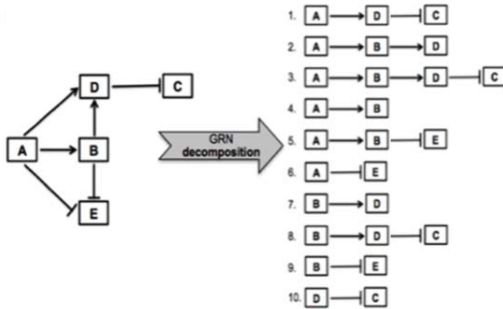 D
C
A
B
E
GRN
decomposition
1. A D C
2. A B D
3. A B D C
4. A B
5. A B E
6. A E
7. B D
8. B D C
9. B E
10. D C